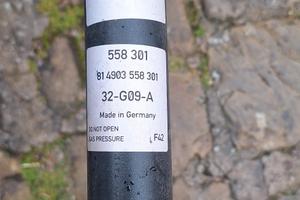 558 301
81 4903 558 301
32-G09-A
Made in Germany
DO NOT OPEN
GAS PRESSURE
F42